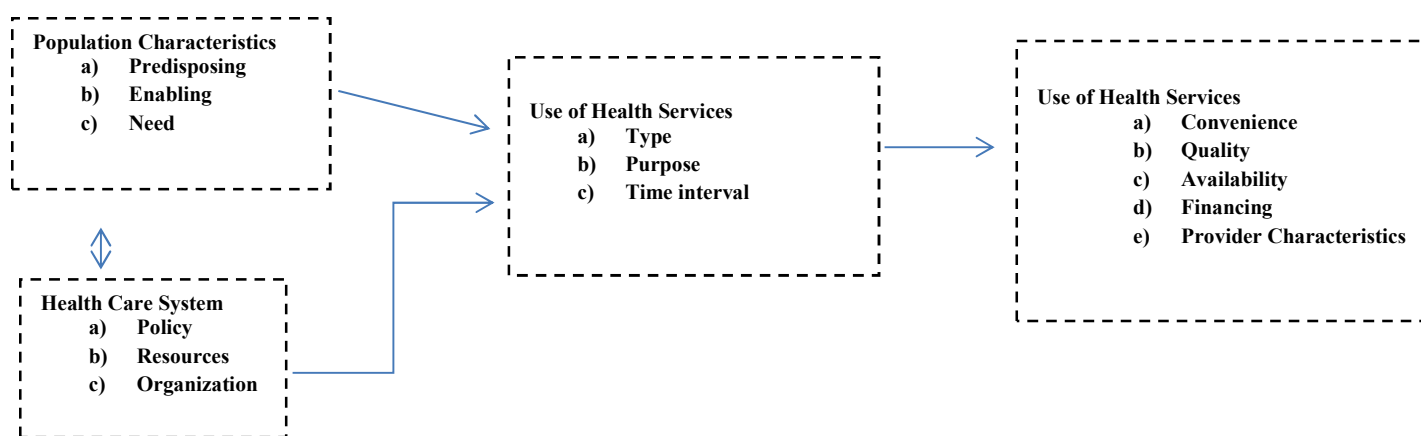 Population Characteristics
a) Predisposing
b) Enabling
c) Need
Health Care System
a) Policy
b) Resources
c) Organization
Use of Health Services
a) Type
b) Purpose
c) Time interval
Use of Health Services
a) Convenience
b) Quality
c) Availability
d) Financing
e) Provider Characteristics